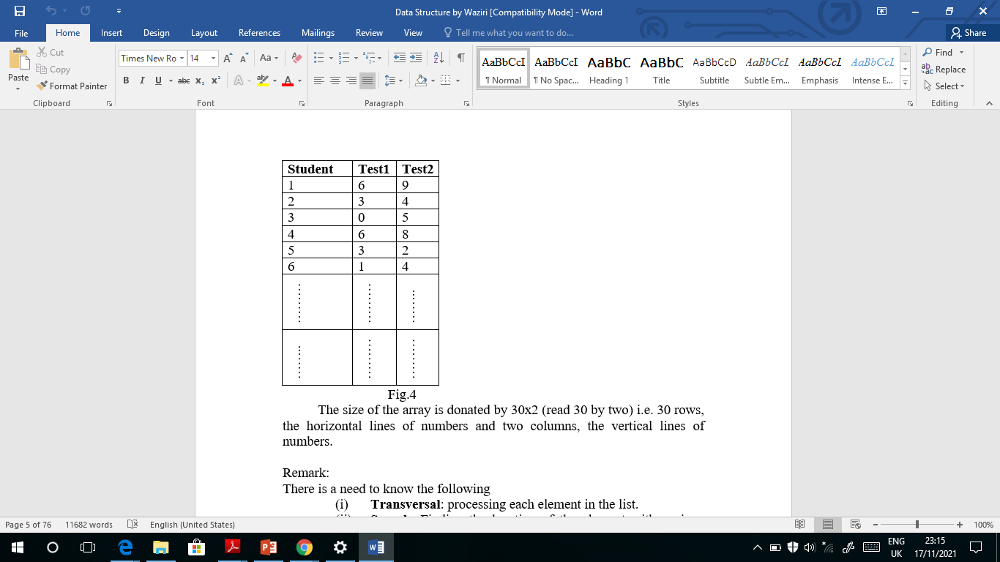 Data Structure by Waziri [Compatibility Mode] - Word
File Home Insert Design Layout References Mailings Review View Tell me what you want to do... Share
Paste
Cut
Copy
Format Painter
Clipboard
Times New Ro 14
Font
Paragraph
AaBbCcI AaBbCcI AaBbC AaBbC AaBbCcD AaBbCcI AaBbCcI AaBbCcI
¶ Normal ¶ No Spac... Heading 1 Title Subtitle Subtle Em... Emphasis Intense E...
Styles
Find
Replace
Select
Editing
Student Test1 Test2
1 6 9
2 3 4
3 0 5
4 6 8
5 3 2
6 1 4
Fig.4
The size of the array is donated by 30x2 (read 30 by two) i.e. 30 rows,
the horizontal lines of numbers and two columns, the vertical lines of
numbers.
Remark:
There is a need to know the following
(i) Transversal: processing each element in the list.
Page 5 of 76 11682 words English (United States) 100%
ENG
UK
23:15
17/11/2021